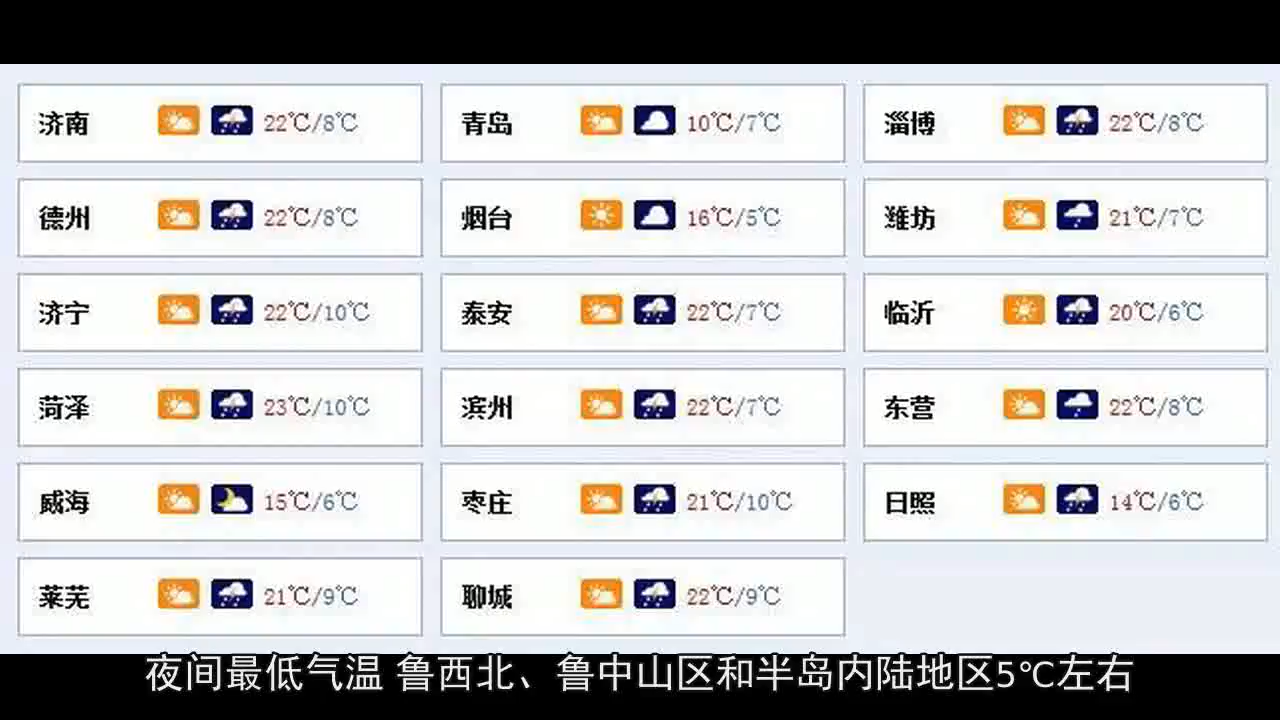 济南 22℃/8℃
青岛 10℃/7℃
淄博 22℃/8℃
德州 22℃/8℃
烟台 16℃/5℃
潍坊 21℃/7℃
济宁 22℃/10℃
泰安 22℃/7℃
临沂 20℃/6℃
菏泽 23℃/10℃
滨州 22℃/7℃
东营 22℃/8℃
威海 15℃/6℃
枣庄 21℃/10℃
日照 14℃/6℃
莱芜 21℃/9℃
聊城 22℃/9℃
夜间最低气温 鲁西北、鲁中山区和半岛内陆地区5℃左右